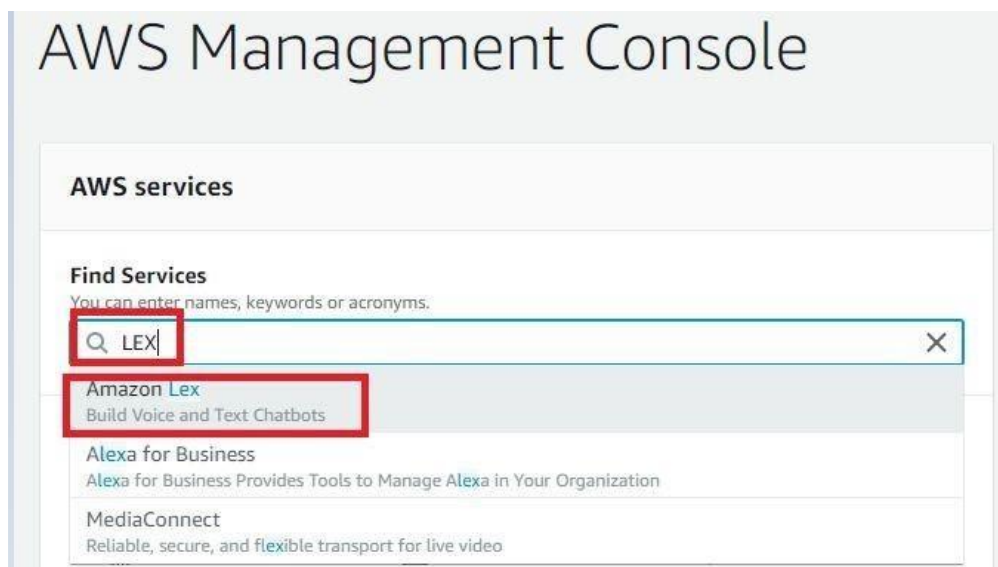 AWS Management Console
AWS services
Find Services
You can enter names, keywords or acronyms.
LEX
Amazon Lex
Build Voice and Text Chatbots
Alexa for Business
Alexa for Business Provides Tools to Manage Alexa in Your Organization
MediaConnect
Reliable, secure, and flexible transport for live video